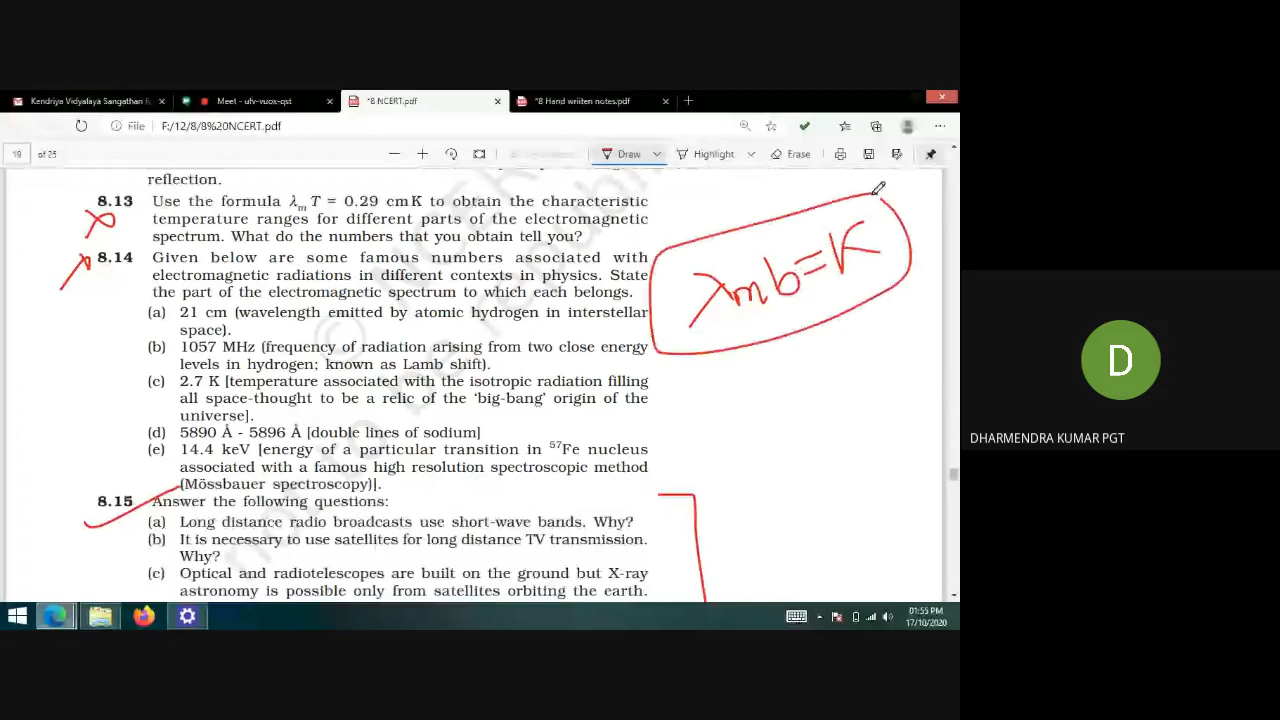 Kendriya Vidyalaya Sangathan fi
Meet - ufv-vuox-qst
*8 NCERT.pdf
*8 Hand wriiten notes.pdf
File
F:/12/8/8%20NCERT.pdf
19 of 25
Draw
Highlight
Erase
reflection.
8.13 Use the formula λm T = 0.29 cm K to obtain the characteristic
temperature ranges for different parts of the electromagnetic
spectrum. What do the numbers that you obtain tell you?
8.14 Given below are some famous numbers associated with
electromagnetic radiations in different contexts in physics. State
the part of the electromagnetic spectrum to which each belongs.
(a) 21 cm (wavelength emitted by atomic hydrogen in interstellar
space).
(b) 1057 MHz (frequency of radiation arising from two close energy
levels in hydrogen; known as Lamb shift).
(c) 2.7 K [temperature associated with the isotropic radiation filling
all space-thought to be a relic of the 'big-bang' origin of the
universe].
(d) 5890 Å - 5896 Å [double lines of sodium]
(e) 14.4 keV [energy of a particular transition in 57Fe nucleus
associated with a famous high resolution spectroscopic method
(Mössbauer spectroscopy)].
8.15 Answer the following questions:
(a) Long distance radio broadcasts use short-wave bands. Why?
(b) It is necessary to use satellites for long distance TV transmission.
Why?
(c) Optical and radiotelescopes are built on the ground but X-ray
astronomy is possible only from satellites orbiting the earth.
λmb=K
D
DHARMENDRA KUMAR PGT
01:55 PM
17/10/2020